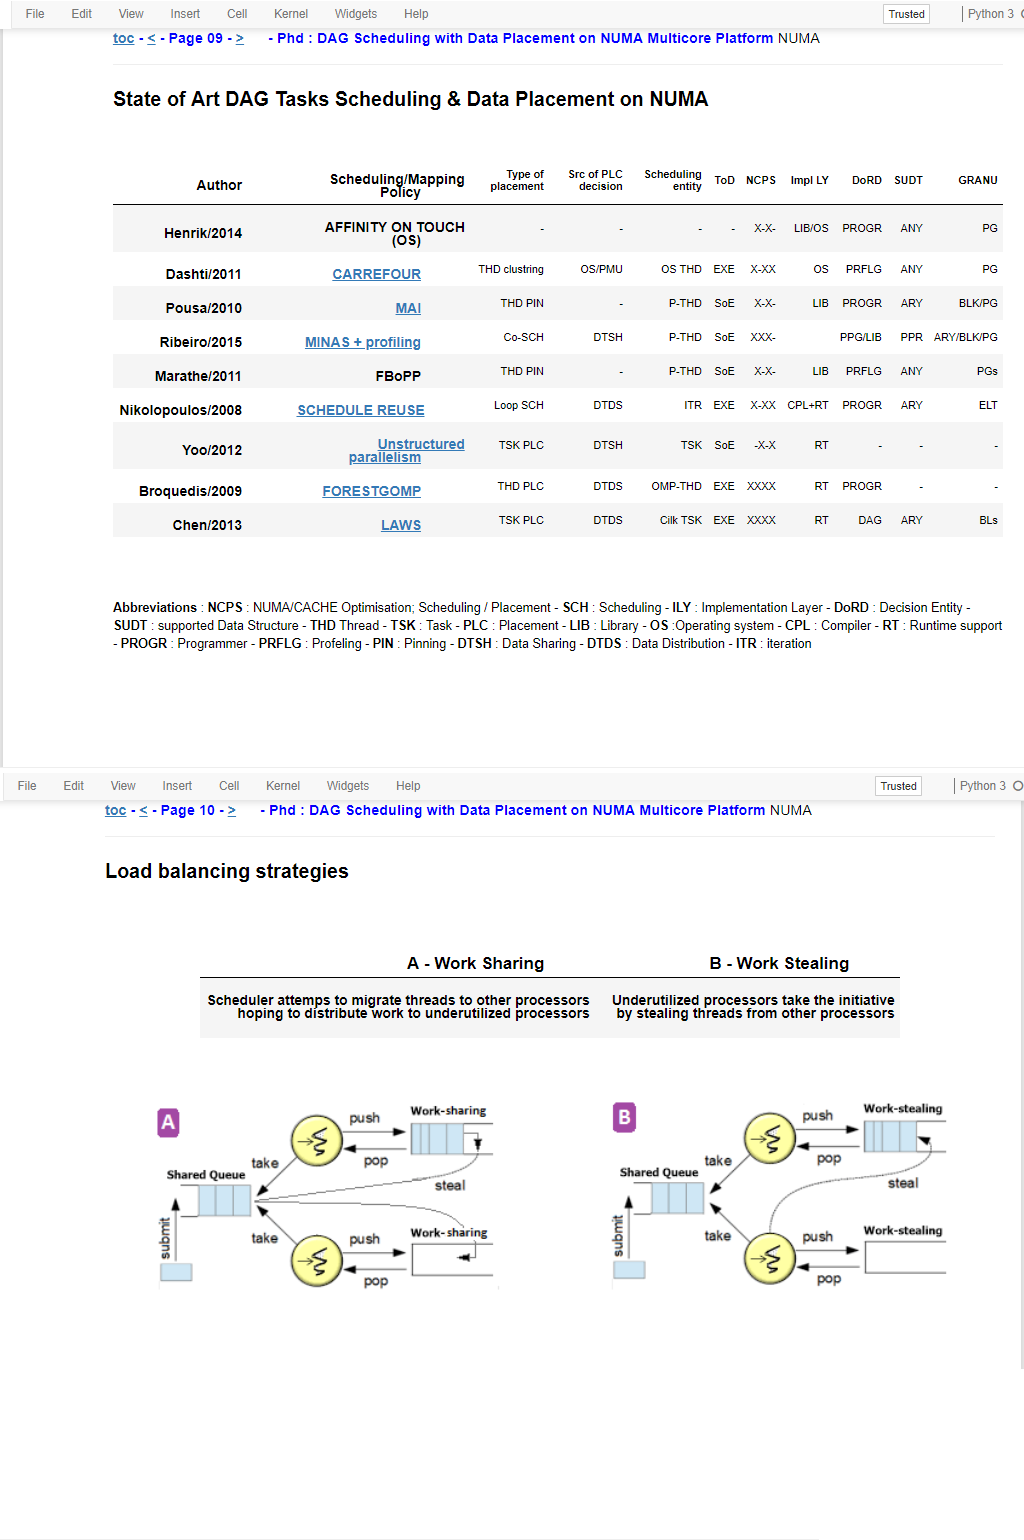 File Edit View Insert Cell Kernel Widgets Help Trusted Python 3
toc - < - Page 09 - > - Phd : DAG Scheduling with Data Placement on NUMA Multicore Platform NUMA
State of Art DAG Tasks Scheduling & Data Placement on NUMA
Author Scheduling/Mapping Policy Type of placement Src of PLC decision Scheduling entity ToD NCPS Impl LY DoRD SUDT GRANU
Henrik/2014 AFFINITY ON TOUCH (OS) - - - - X-X- LIB/OS PROGR ANY PG
Dashti/2011 CARREFOUR THD clustring OS/PMU OS THD EXE X-XX OS PRFLG ANY PG
Pousa/2010 MAI THD PIN - P-THD SoE X-X- LIB PROGR ARY BLK/PG
Ribeiro/2015 MINAS + profiling Co-SCH DTSH P-THD SoE XXX- PPG/LIB PPR ARY/BLK/PG
Marathe/2011 FBoPP THD PIN - P-THD SoE X-X- LIB PRFLG ANY PGs
Nikolopoulos/2008 SCHEDULE REUSE Loop SCH DTDS ITR EXE X-XX CPL+RT PROGR ARY ELT
Yoo/2012 Unstructured parallelism TSK PLC DTSH TSK SoE -X-X RT - - -
Broquedis/2009 FORESTGOMP THD PLC DTDS OMP-THD EXE XXXX RT PROGR - -
Chen/2013 LAWS TSK PLC DTDS Cilk TSK EXE XXXX RT DAG ARY BLs
Abbreviations : NCPS : NUMA/CACHE Optimisation; Scheduling / Placement - SCH : Scheduling - ILY : Implementation Layer - DoRD : Decision Entity -
SUDT : supported Data Structure - THD Thread - TSK : Task - PLC : Placement - LIB : Library - OS :Operating system - CPL : Compiler - RT : Runtime support
- PROGR : Programmer - PRFLG : Profeling - PIN : Pinning - DTSH : Data Sharing - DTDS : Data Distribution - ITR : iteration
File Edit View Insert Cell Kernel Widgets Help Trusted Python 3
toc - < - Page 10 - > - Phd : DAG Scheduling with Data Placement on NUMA Multicore Platform NUMA
Load balancing strategies
A - Work Sharing B - Work Stealing
Scheduler attemps to migrate threads to other processors Underutilized processors take the initiative
hoping to distribute work to underutilized processors by stealing threads from other processors
A
push
Work-sharing
take
pop
Shared Queue
steal
submit
take
push
Work-sharing
pop
B
push
Work-stealing
take
pop
Shared Queue
steal
submit
take
push
Work-stealing
pop